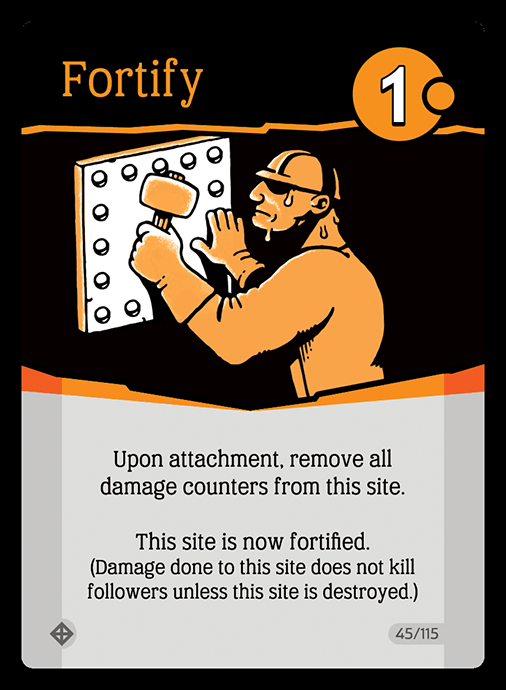 Fortify
1
Upon attachment, remove all
damage counters from this site.
This site is now fortified.
(Damage done to this site does not kill
followers unless this site is destroyed.)
45/115